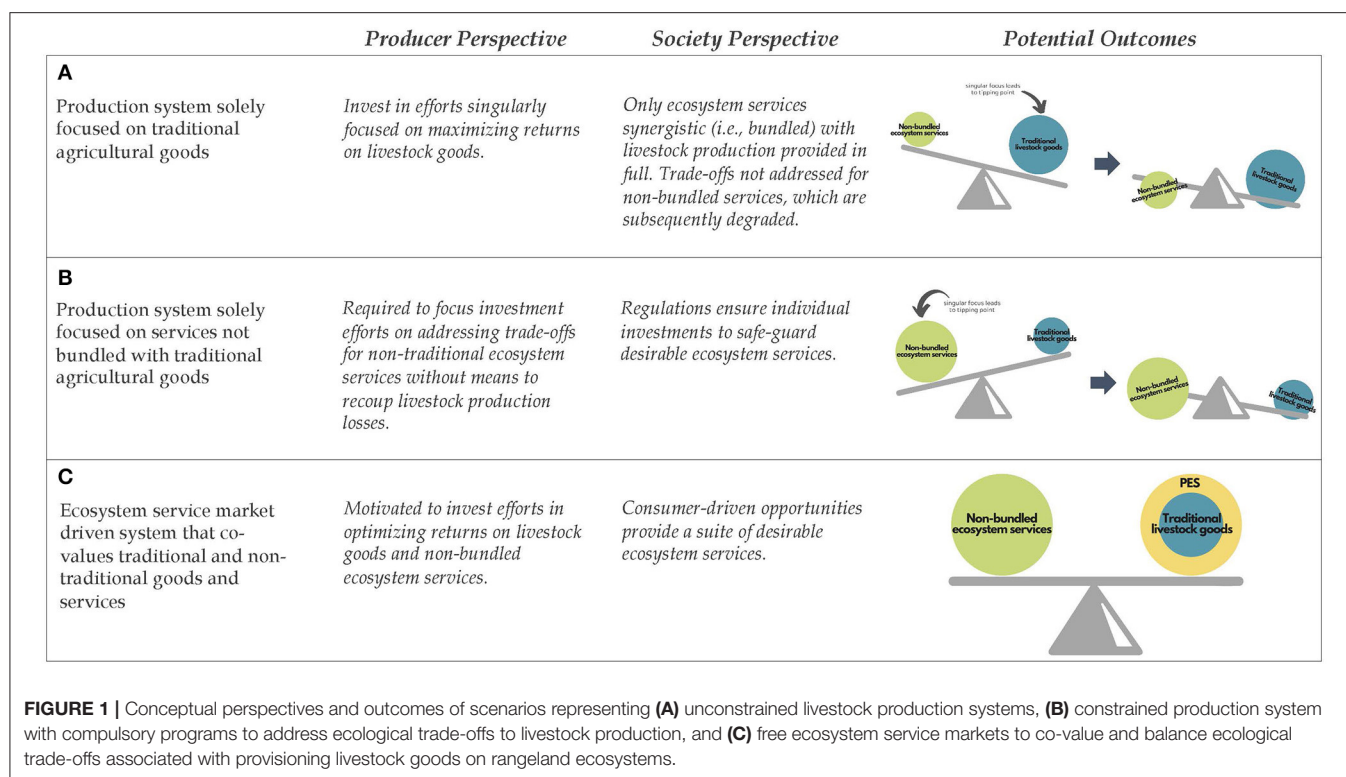 Producer Perspective
Society Perspective
Potential Outcomes
A
Production system solely
focused on traditional
agricultural goods
Invest in efforts singularly
focused on maximizing returns
on livestock goods.
Only ecosystem services
synergistic (i.e., bundled) with
livestock production provided in
full. Trade-offs not addressed for
non-bundled services, which are
subsequently degraded.
singular focus leads
to tipping point
Non-bundled
ecosystem services
Traditional
livestock goods
Non-bundled
ecosystem services
Traditional
livestock goods
B
Production system solely
focused on services not
bundled with traditional
agricultural goods
Required to focus investment
efforts on addressing trade-offs
for non-traditional ecosystem
services without means to
recoup livestock production
losses.
Regulations ensure individual
investments to safe-guard
desirable ecosystem services.
singular focus leads
to tipping point
Non-bundled
ecosystem services
Traditional
livestock goods
Non-bundled
ecosystem services
Traditional
livestock goods
C
Ecosystem service market
driven system that co-
values traditional and non-
traditional goods and
services
Motivated to invest efforts in
optimizing returns on livestock
goods and non-bundled
ecosystem services.
Consumer-driven opportunities
provide a suite of desirable
ecosystem services.
Non-bundled
ecosystem services
PES
Traditional
livestock goods
FIGURE 1 | Conceptual perspectives and outcomes of scenarios representing (A) unconstrained livestock production systems, (B) constrained production system
with compulsory programs to address ecological trade-offs to livestock production, and (C) free ecosystem service markets to co-value and balance ecological
trade-offs associated with provisioning livestock goods on rangeland ecosystems.